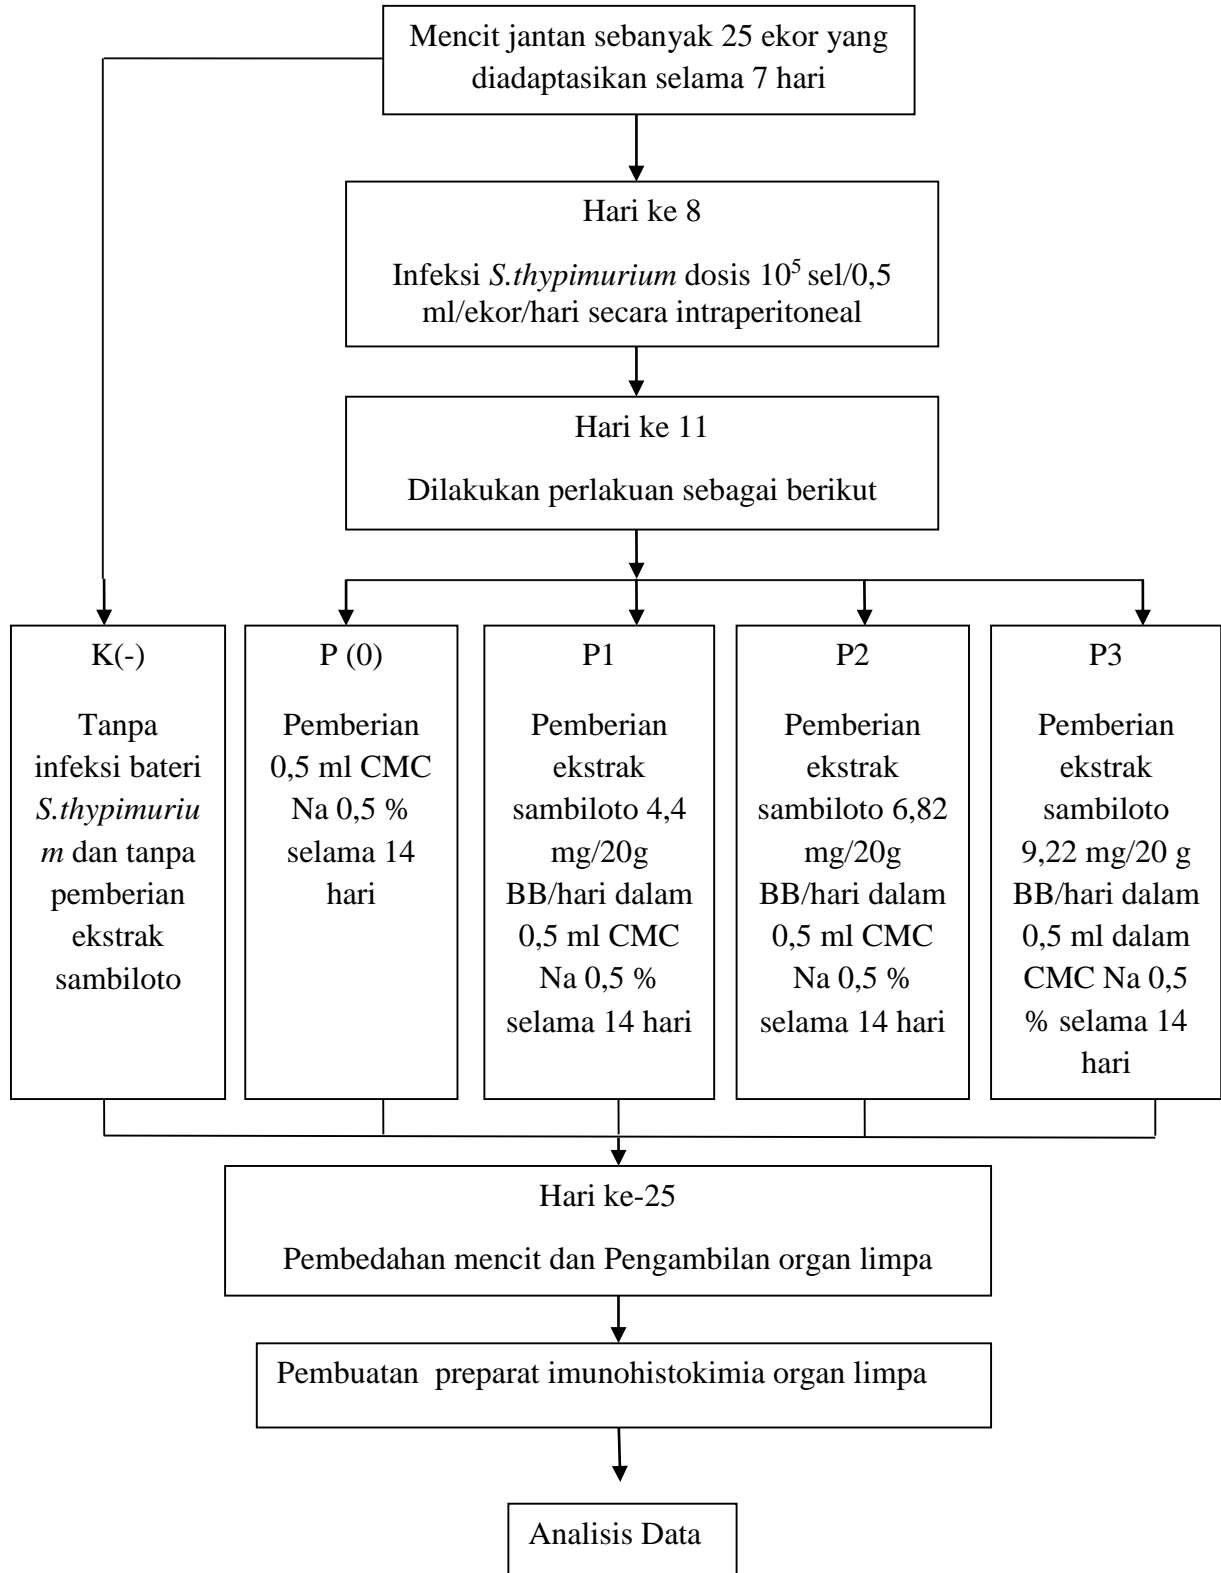 Mencit jantan sebanyak 25 ekor yang
diadaptasikan selama 7 hari
Hari ke 8
Infeksi S.thypimurium dosis 10⁵ sel/0,5
ml/ekor/hari secara intraperitoneal
Hari ke 11
Dilakukan perlakuan sebagai berikut
K(-)
Tanpa
infeksi bateri
S.thypimuriu
m dan tanpa
pemberian
ekstrak
sambiloto
P (0)
Pemberian
0,5 ml CMC
Na 0,5 %
selama 14
hari
P1
Pemberian
ekstrak
sambiloto 4,4
mg/20g
BB/hari dalam
0,5 ml CMC
Na 0,5 %
selama 14 hari
P2
Pemberian
ekstrak
sambiloto 6,82
mg/20g
BB/hari dalam
0,5 ml CMC
Na 0,5 %
selama 14 hari
P3
Pemberian
ekstrak
sambiloto
9,22 mg/20 g
BB/hari dalam
0,5 ml dalam
CMC Na 0,5
% selama 14
hari
Hari ke-25
Pembedahan mencit dan Pengambilan organ limpa
Pembuatan preparat imunohistokimia organ limpa
Analisis Data